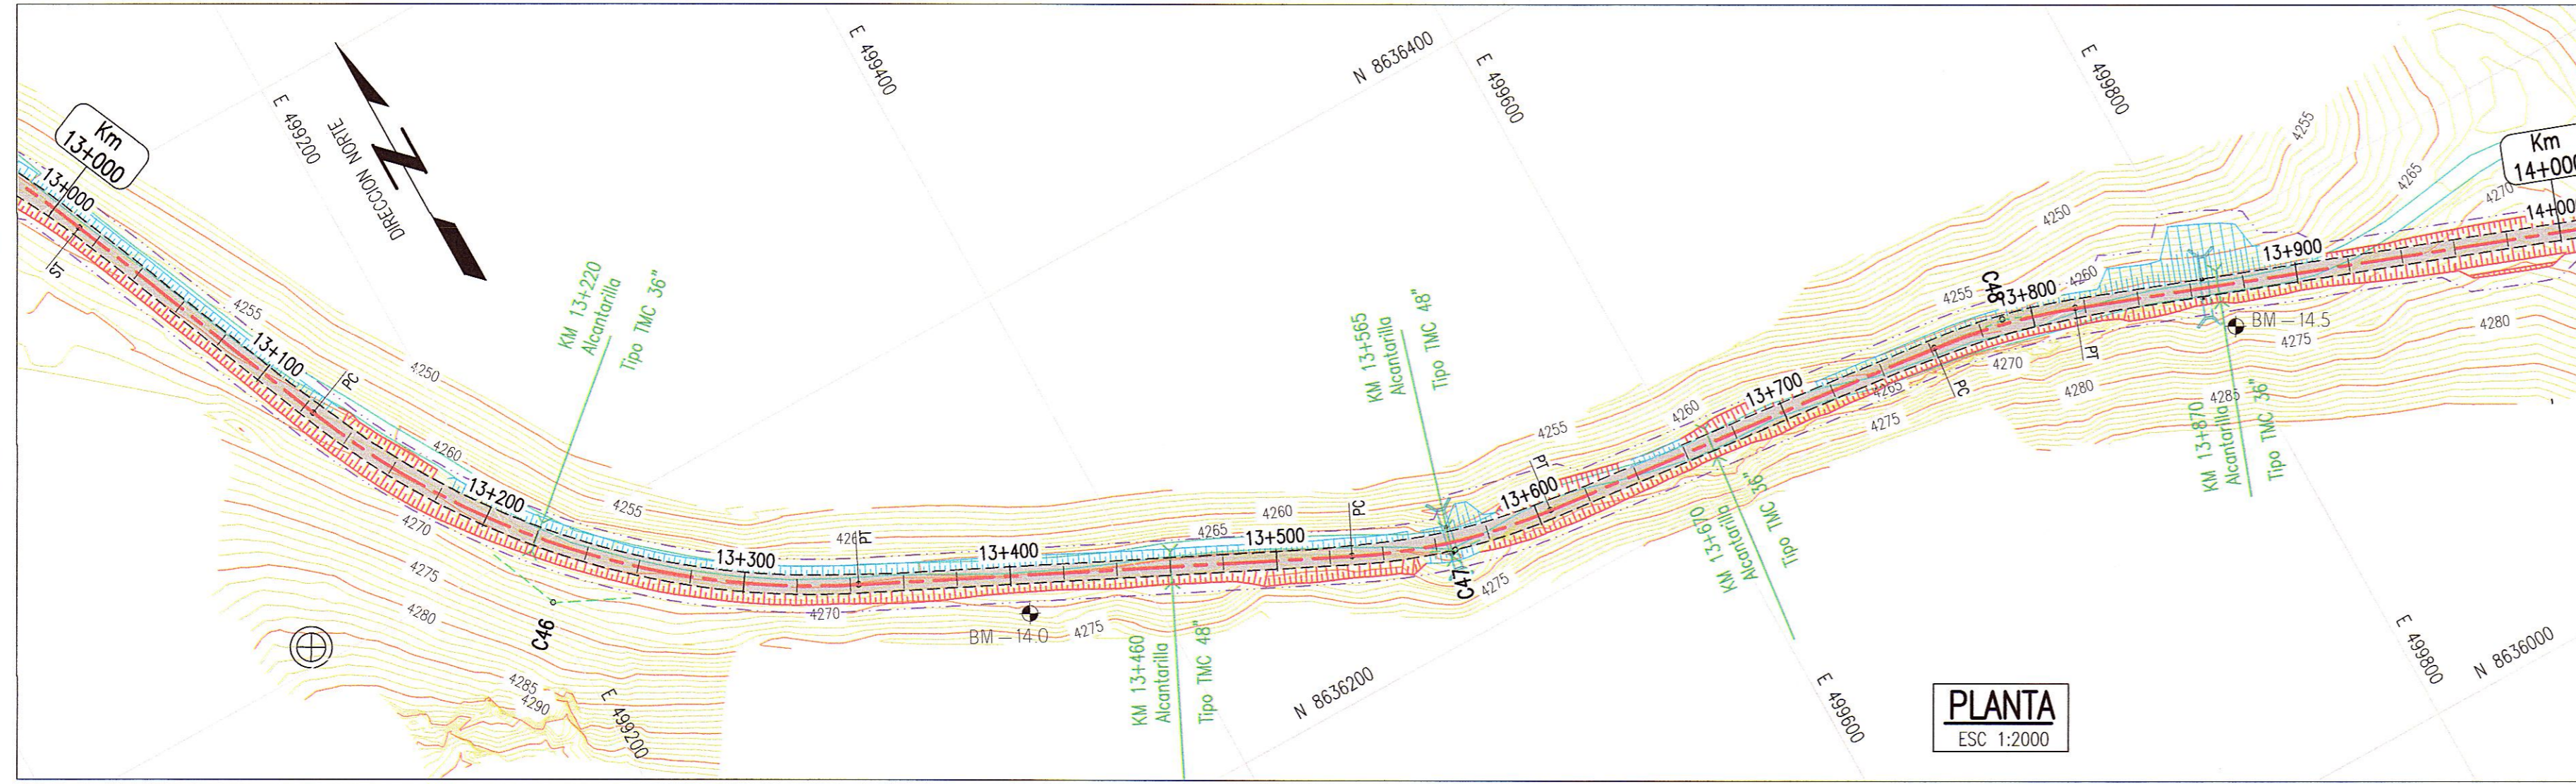 E 499200
E 499400
N 8636400
E 499600
E 499800
DIRECCION NORTE
N
Km
13+000
13+000
ST
4255
13+100
PC
4250
4260
KM 13+220
Alcantarilla
Tipo TMC 36"
13+200
4255
4270
4275
4280
C46
4285
4290
E 499200
13+300
4270
PT
13+400
BM-14.0
4275
4265
4260
13+500
PC
KM 13+460
Alcantarilla
Tipo TMC 48"
KM 13+565
Alcantarilla
Tipo TMC 48"
C47
4275
PT
4255
13+600
N 8636200
4260
13+700
4265
4275
KM 13+670
Alcantarilla
Tipo TMC 36"
E 499600
PC
4270
4255
C48
13+800
4250
4260
PT
4280
BM-14.5
4275
4280
4285
KM 13+870
Alcantarilla
Tipo TMC 36"
13+900
4255
4265
4270
Km
14+000
14+00
E 499800
N 8636000
PLANTA
ESC 1:2000